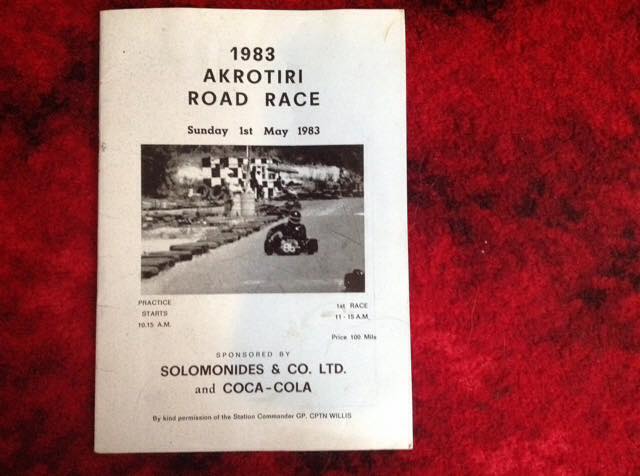 1983
AKROTIRI
ROAD RACE
Sunday 1st May 1983
86
PRACTICE
STARTS
10.15 A.M.
1st RACE
11-15 A.M.
Price 100 Mils
SPONSORED BY
SOLOMONIDES & CO. LTD.
and COCA-COLA
By kind permission of the Station Commander GP. CPTN WILLIS